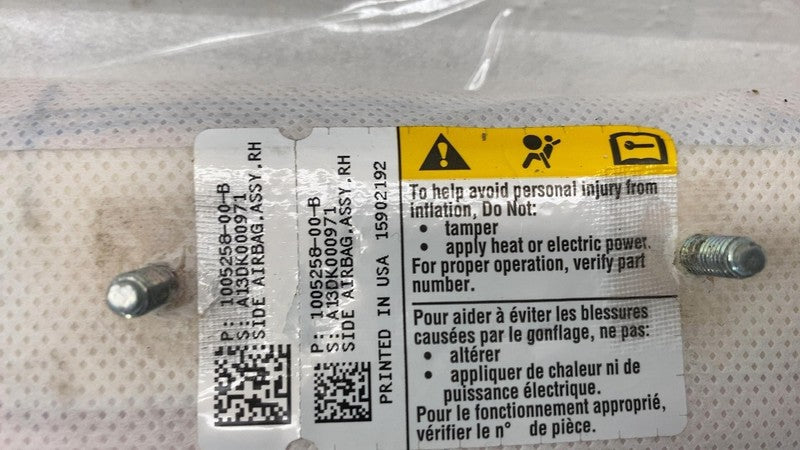 P: 1005258-00-B
S: A13DK000971
SIDE AIRBAG,ASSY,RH
P: 1005258-00-B
S: A13DK000971
SIDE AIRBAG,ASSY,RH
PRINTED IN USA 15902192
To help avoid personal injury from
inflation, Do Not:
• tamper
• apply heat or electric power.
For proper operation, verify part
number.
Pour aider à éviter les blessures
causées par le gonflage, ne pas:
• altérer
• appliquer de chaleur ni de
puissance électrique.
Pour le fonctionnement approprié,
vérifier le n° de pièce.